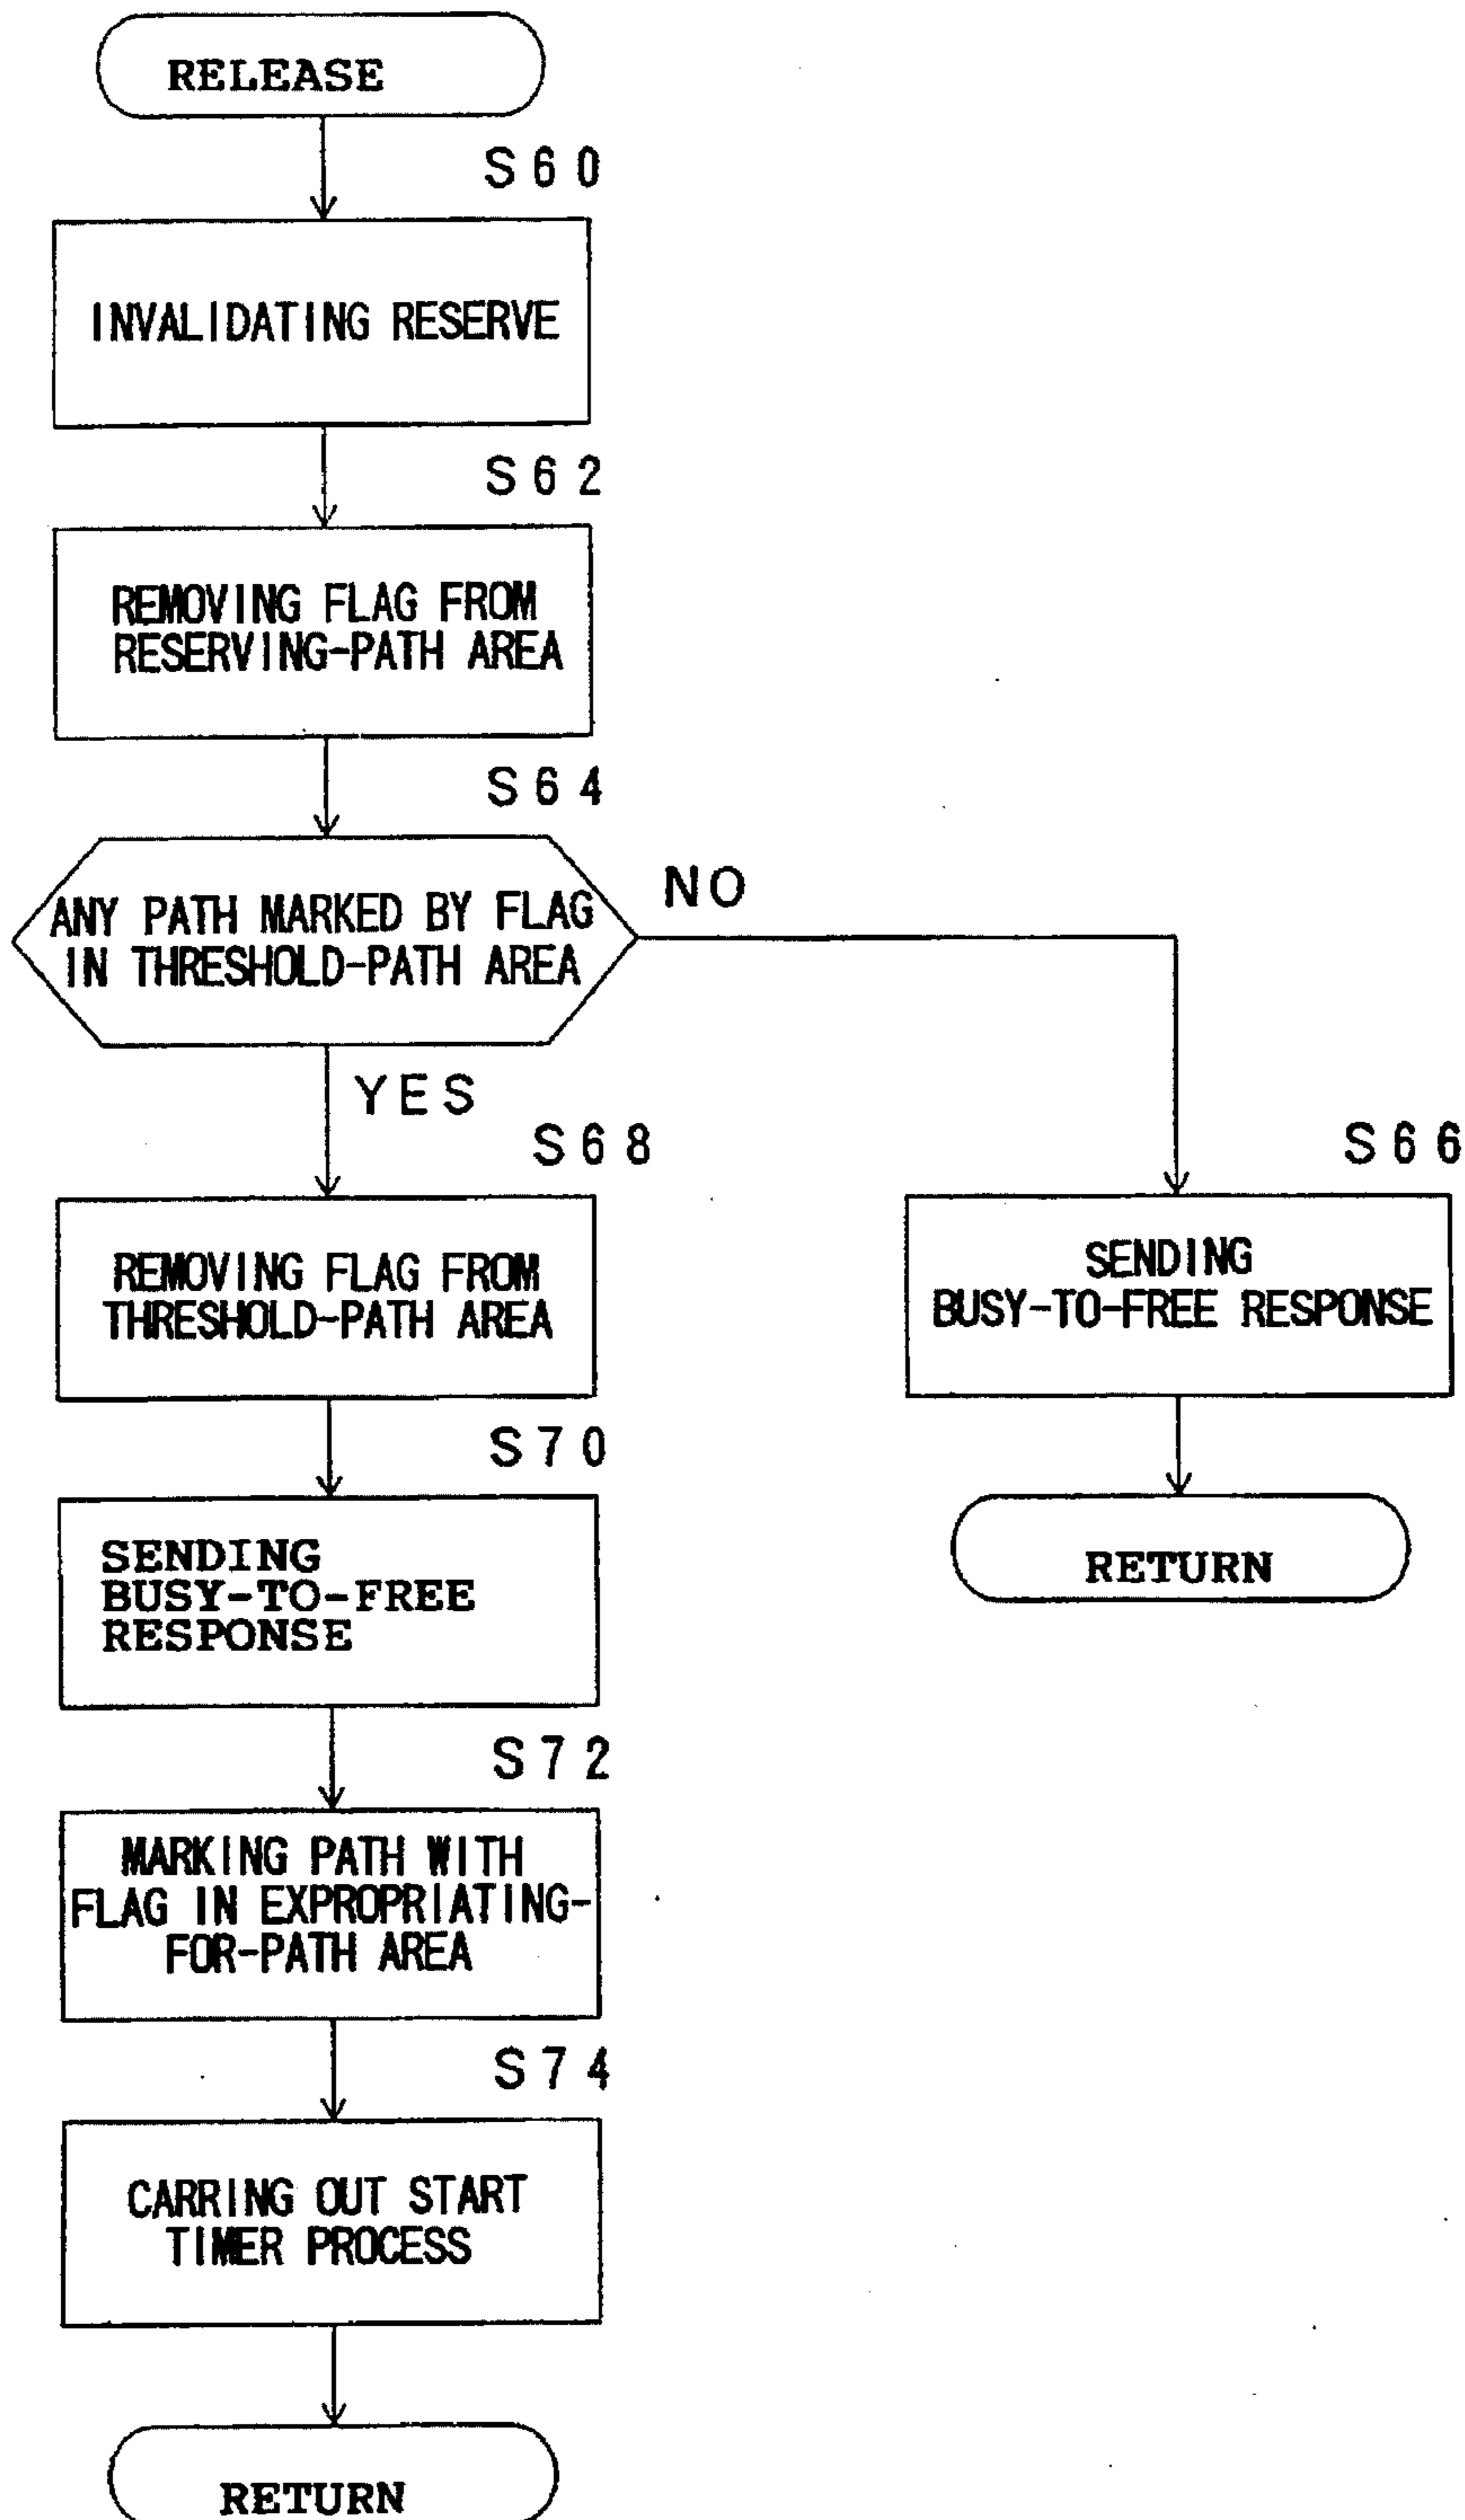 RELEASE
S60
INVALIDATING RESERVE
S62
REMOVING FLAG FROM
RESERVING-PATH AREA
S64
ANY PATH MARKED BY FLAG
IN THRESHOLD-PATH AREA
NO
YES
S68
REMOVING FLAG FROM
THRESHOLD-PATH AREA
S66
SENDING
BUSY-TO-FREE RESPONSE
S70
SENDING
BUSY-TO-FREE
RESPONSE
RETURN
S72
MARKING PATH WITH
FLAG IN EXPROPRIATING-
FOR-PATH AREA
S74
CARRING OUT START
TIMER PROCESS
RETURN